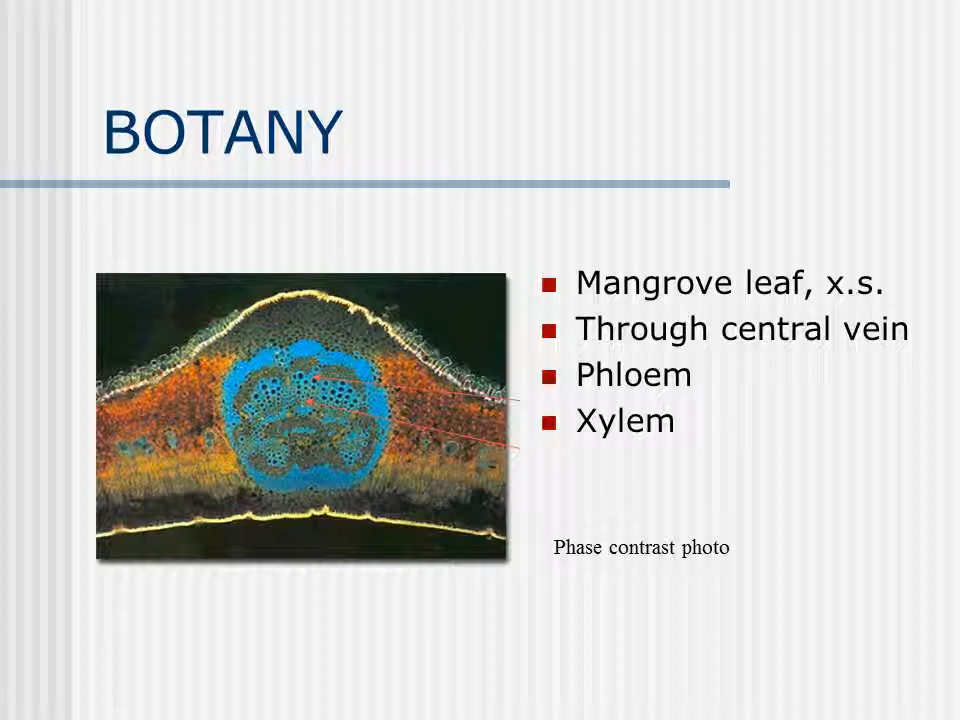 BOTANY
Mangrove leaf, x.s.
Through central vein
Phloem
Xylem
Phase contrast photo